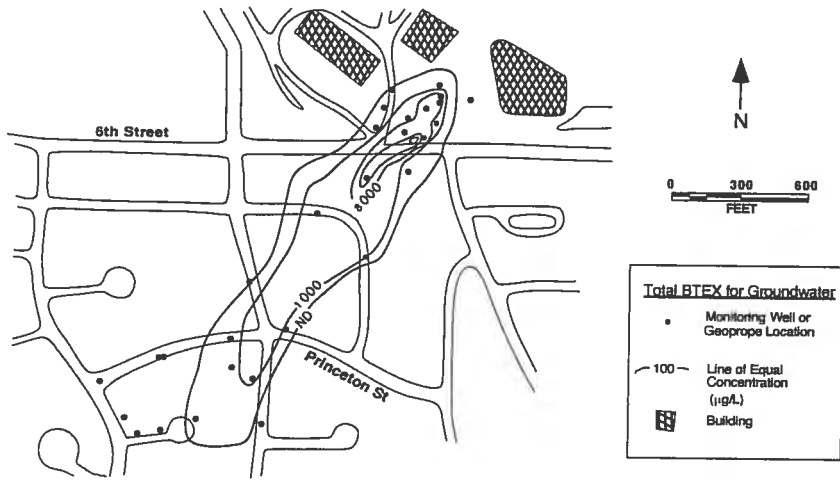 6th Street
8000
1000
ND
Princeton St
N
0 300 600
FEET
Total BTEX for Groundwater
Monitoring Well or
Geoprope Location
100
Line of Equal
Concentration
(µg/L)
Building